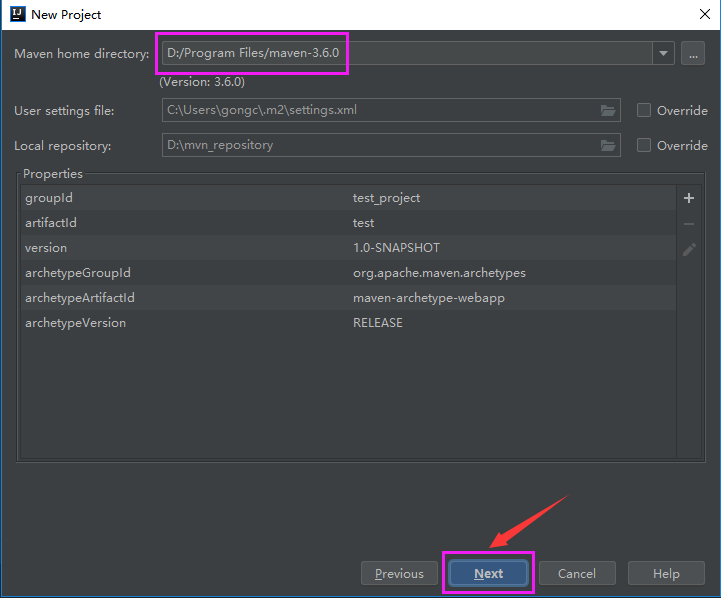 New Project
Maven home directory: D:/Program Files/maven-3.6.0 ...
(Version: 3.6.0)
User settings file: C:\Users\gongc\.m2\settings.xml Override
Local repository: D:\mvn_repository Override
Properties
groupId test_project
artifactId test
version 1.0-SNAPSHOT
archetypeGroupId org.apache.maven.archetypes
archetypeArtifactId maven-archetype-webapp
archetypeVersion RELEASE
Previous Next Cancel Help